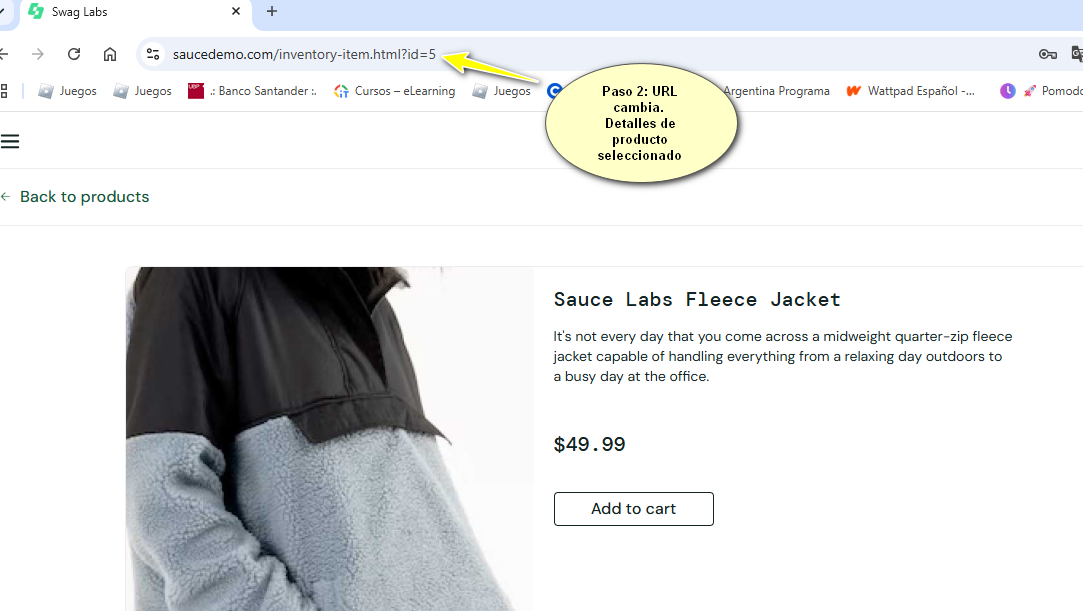 Swag Labs
saucedemo.com/inventory-item.html?id=5
Juegos
Juegos
UBP
.: Banco Santander :.
Cursos – eLearning
Juegos
Argentina Programa
Wattpad Español -...
Pomodo
Paso 2: URL
cambia.
Detalles de
producto
seleccionado
← Back to products
Sauce Labs Fleece Jacket
It's not every day that you come across a midweight quarter-zip fleece
jacket capable of handling everything from a relaxing day outdoors to
a busy day at the office.
$49.99
Add to cart